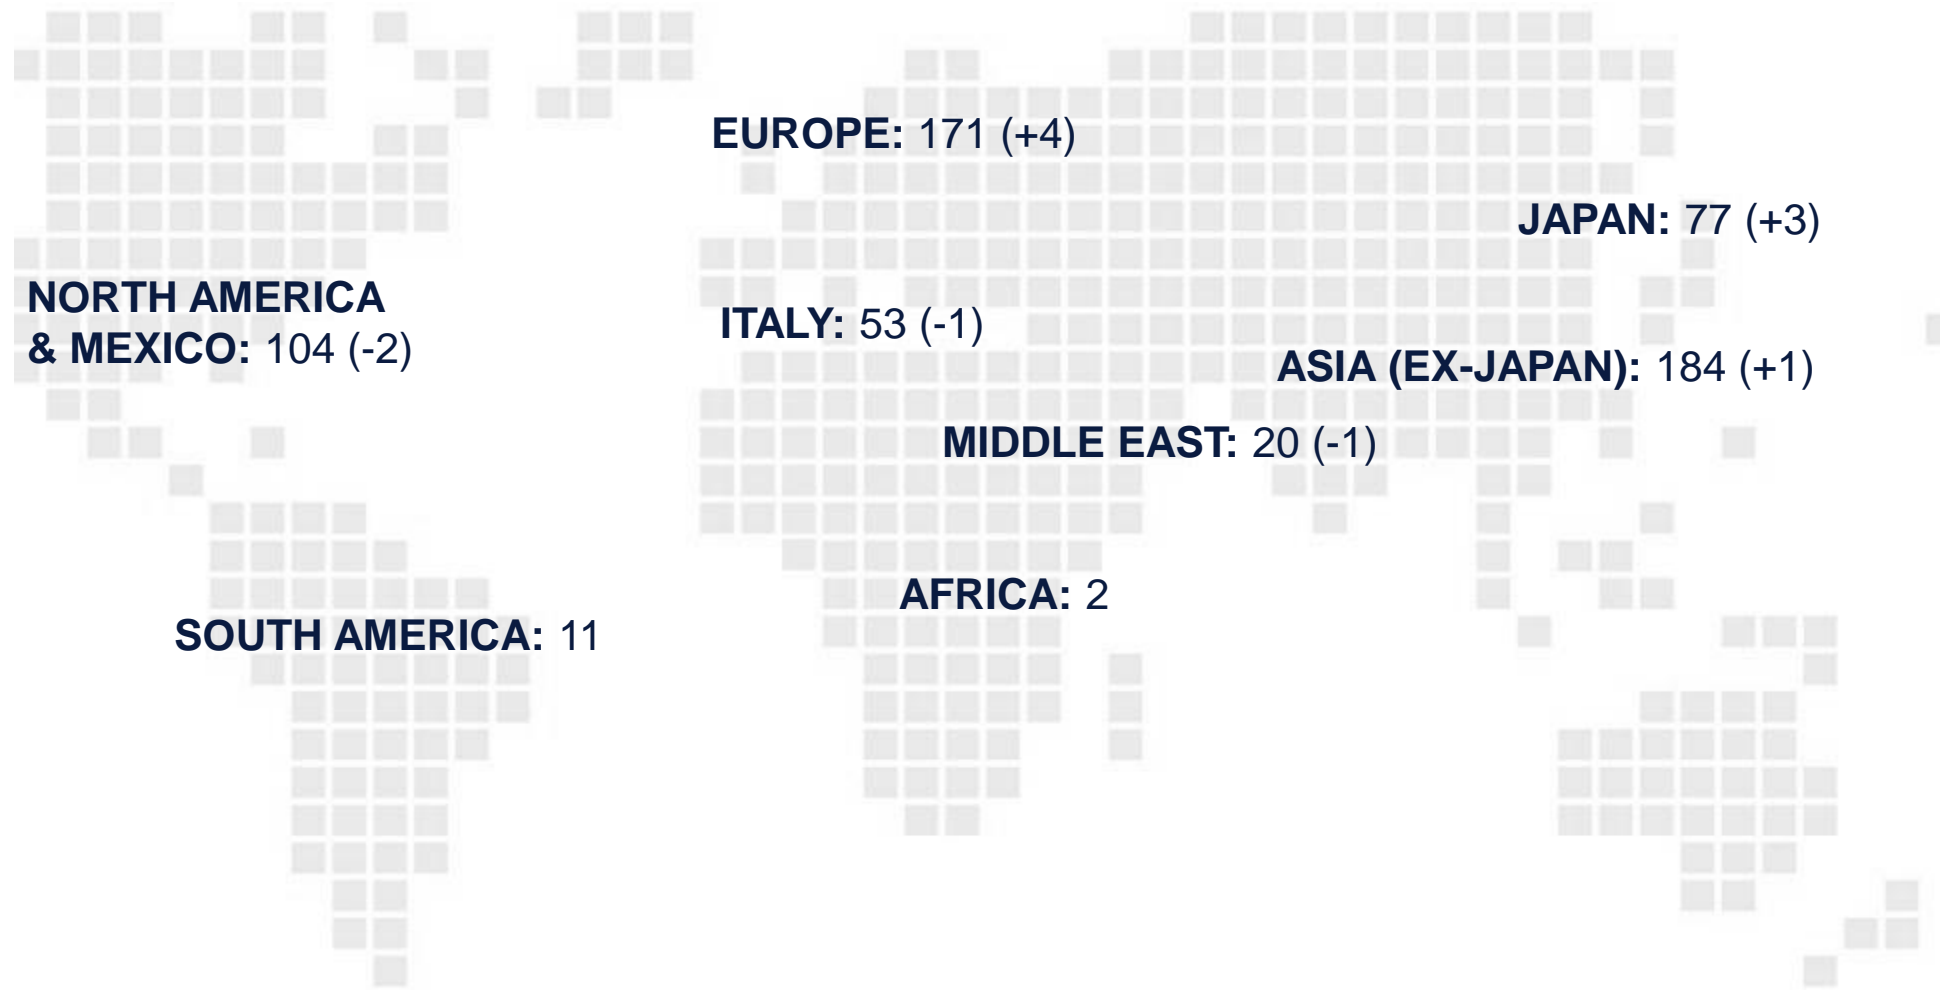 EUROPE: 171 (+4)
JAPAN: 77 (+3)
NORTH AMERICA
& MEXICO: 104 (-2)
ITALY: 53 (-1)
ASIA (EX-JAPAN): 184 (+1)
MIDDLE EAST: 20 (-1)
AFRICA: 2
SOUTH AMERICA: 11